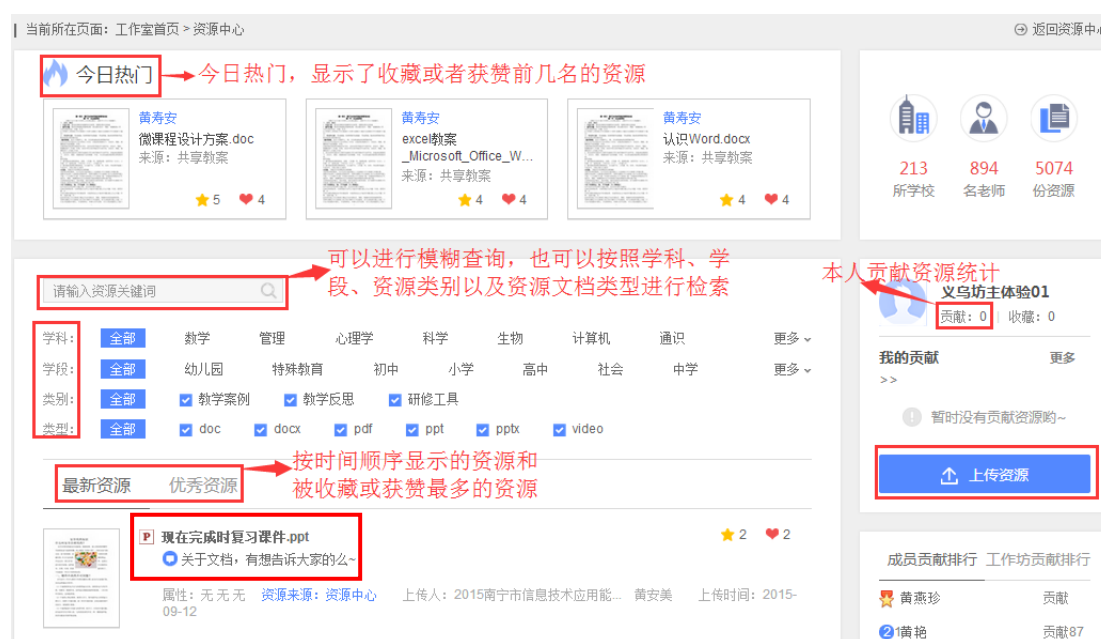 当前所在页面：工作室首页 > 资源中心
返回资源中
今日热门
今日热门，显示了收藏或者获赞前几名的资源
黄寿安
微课程设计方案.doc
来源：共享教案
5 4
黄寿安
excel教案
_Microsoft_Office_W...
来源：共享教案
4 4
黄寿安
认识Word.docx
来源：共享教案
4 4
213 894 5074
所学校 名老师 份资源
可以进行模糊查询，也可以按照学科、学
段、资源类别以及资源文档类型进行检索
请输入资源关键词
本人贡献资源统计
义乌坊主体验01
贡献：0 收藏：0
我的贡献 更多
>>
暂时没有贡献资源哟~
上传资源
学科： 全部 数学 管理 心理学 科学 生物 计算机 通识 更多
学段： 全部 幼儿园 特殊教育 初中 小学 高中 社会 中学 更多
类别： 全部 教学案例 教学反思 研修工具
类型： 全部 doc docx pdf ppt pptx video
按时间顺序显示的资源和
被收藏或获赞最多的资源
最新资源 优秀资源
P 现在完成时复习课件.ppt
2 2
关于文档，有想告诉大家的么~
属性：无 无 无 资源来源：资源中心 上传人：2015南宁市信息技术应用能... 黄安美 上传时间：2015-
09-12
成员贡献排行 工作坊贡献排行
黄燕珍 贡献
2 1黄艳 贡献87